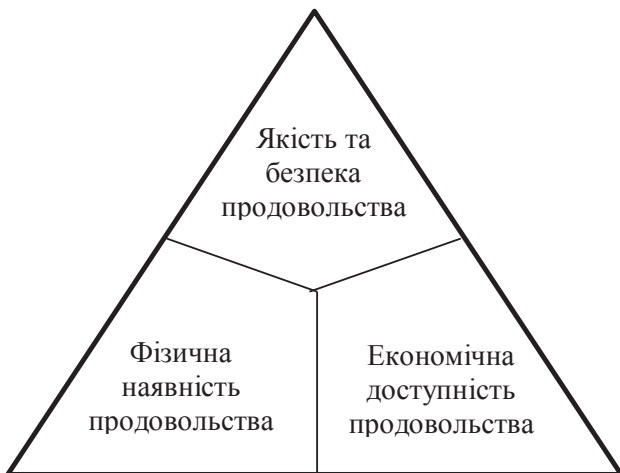 Якість та
безпека
продовольства
Фізична
наявність
продовольства
Економічна
доступність
продовольства